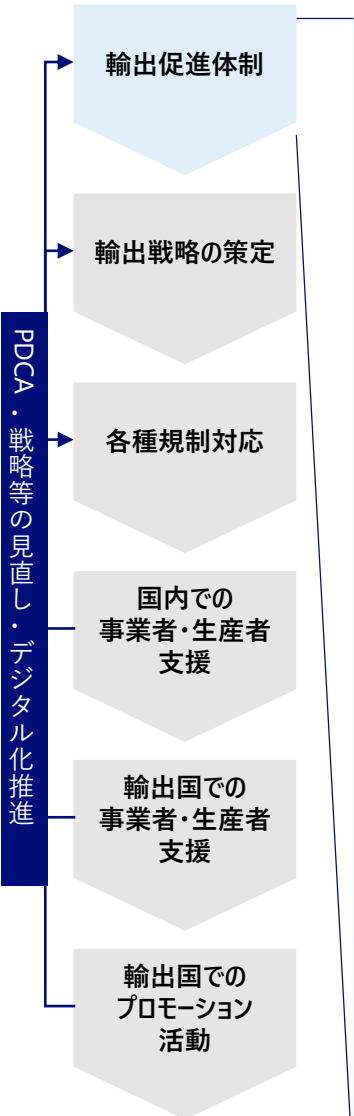 輸出促進体制
輸出戦略の策定
各種規制対応
国内での
事業者・生産者
支援
輸出国での
事業者・生産者
支援
輸出国での
プロモーション
活動
PDCA・戦略等の見直し・デジタル化推進